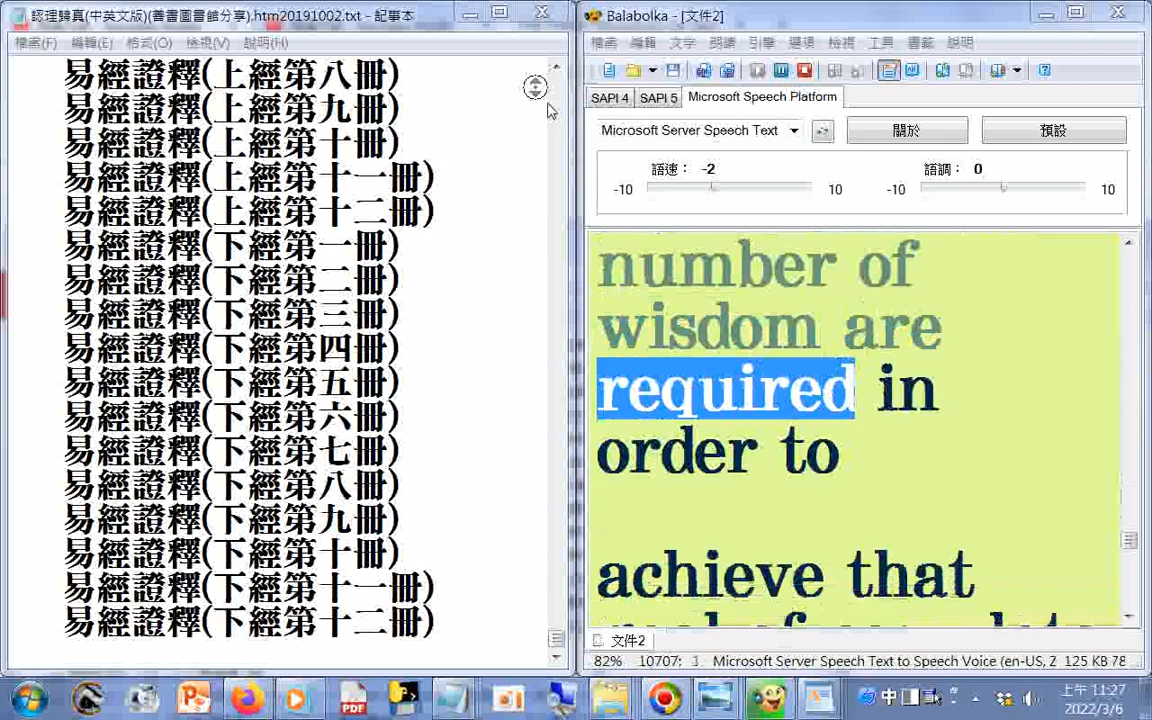 認理歸真(中英文版)(善書圖書館分享).htm20191002.txt - 記事本
檔案(F) 編輯(E) 格式(O) 檢視(V) 說明(H)
易經證釋(上經第八冊)
易經證釋(上經第九冊)
易經證釋(上經第十冊)
易經證釋(上經第十一冊)
易經證釋(上經第十二冊)
易經證釋(下經第一冊)
易經證釋(下經第二冊)
易經證釋(下經第三冊)
易經證釋(下經第四冊)
易經證釋(下經第五冊)
易經證釋(下經第六冊)
易經證釋(下經第七冊)
易經證釋(下經第八冊)
易經證釋(下經第九冊)
易經證釋(下經第十冊)
易經證釋(下經第十一冊)
易經證釋(下經第十二冊)
Balabolka - [文件2]
檔案 編輯 文字 朗讀 引擎 選項 檢視 工具 書籤 說明
SAPI 4 SAPI 5 Microsoft Speech Platform
Microsoft Server Speech Text 關於 預設
語速： -2 語調： 0
-10 10 -10 10
number of
wisdom are
required in
order to
achieve that
文件2
82% 10707: 1 Microsoft Server Speech Text to Speech Voice (en-US, Z 125 KB 78
PDF
中
上午 11:27
2022/3/6